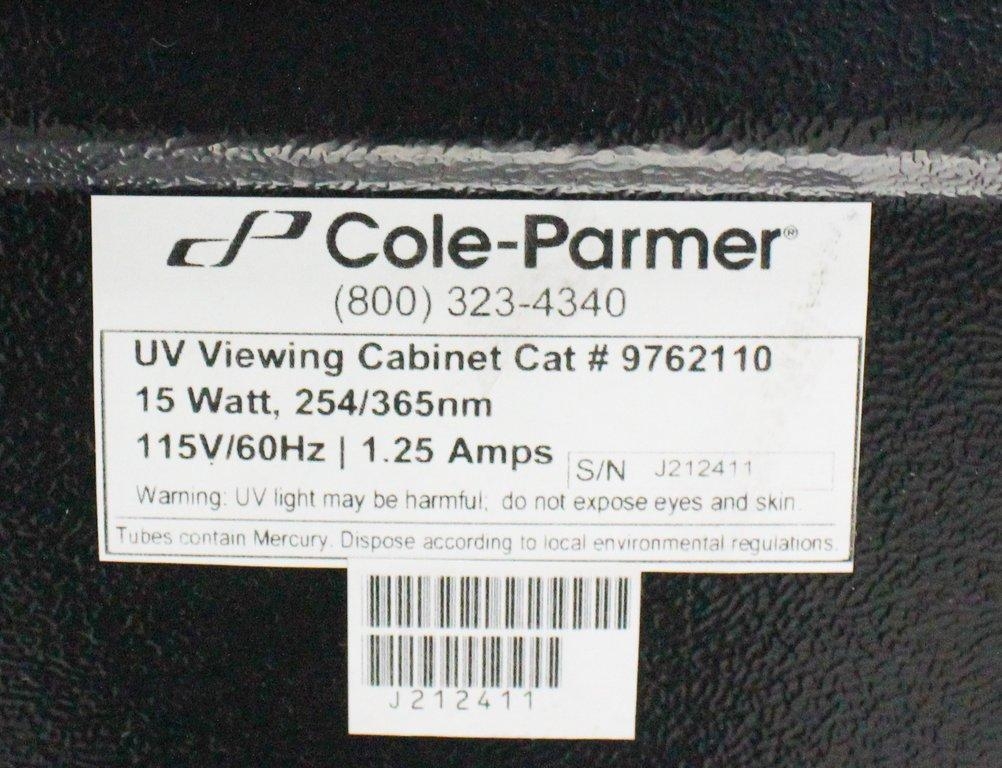 Cole-Parmer®
(800) 323-4340
UV Viewing Cabinet Cat # 9762110
15 Watt, 254/365nm
115V/60Hz | 1.25 Amps
S/N J212411
Warning: UV light may be harmful; do not expose eyes and skin.
Tubes contain Mercury. Dispose according to local environmental regulations.
J212411